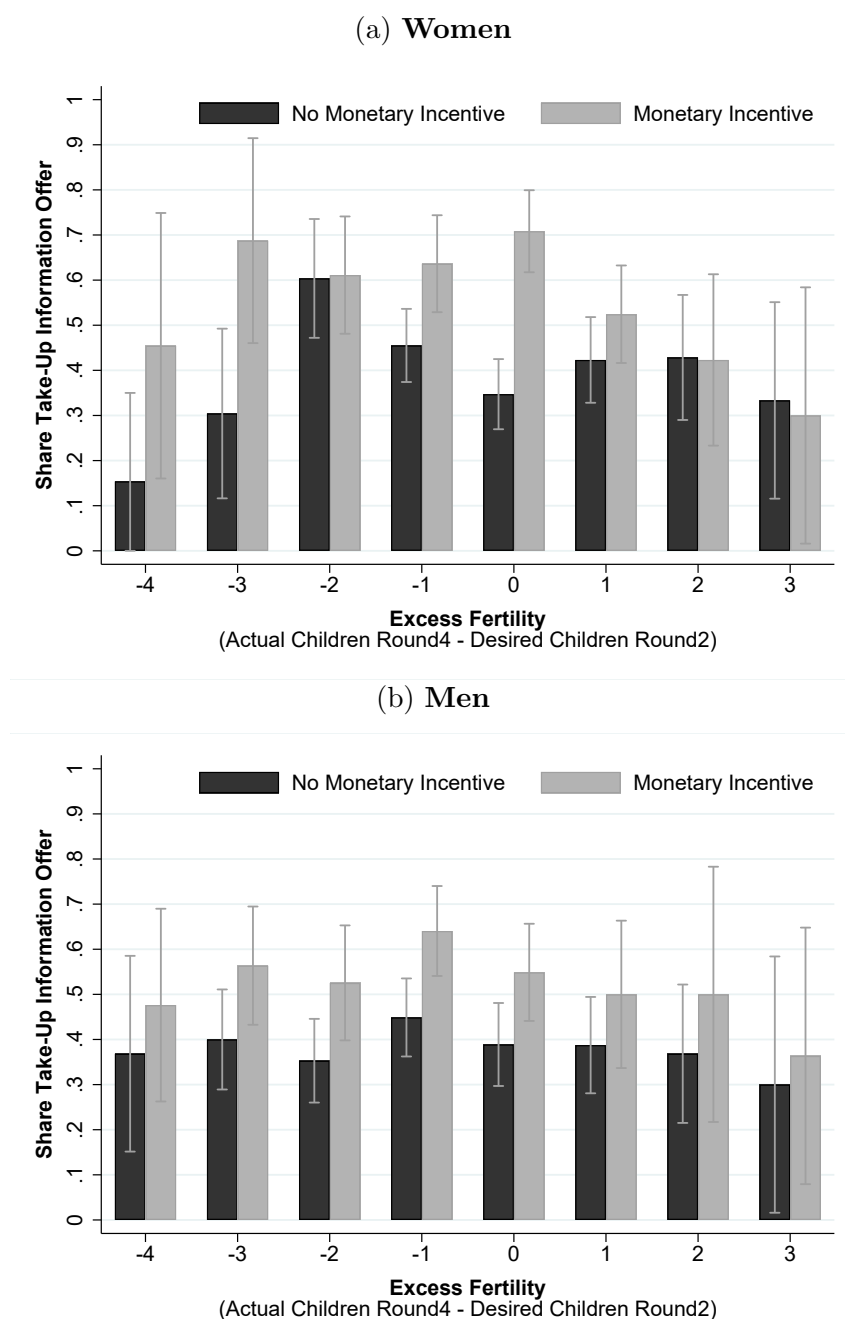 (a) Women
No Monetary Incentive Monetary Incentive
Share Take-Up Information Offer
1
.9
.8
.7
.6
.5
.4
.3
.2
.1
0
-4 -3 -2 -1 0 1 2 3
Excess Fertility
(Actual Children Round4 - Desired Children Round2)
(b) Men
No Monetary Incentive Monetary Incentive
Share Take-Up Information Offer
1
.9
.8
.7
.6
.5
.4
.3
.2
.1
0
-4 -3 -2 -1 0 1 2 3
Excess Fertility
(Actual Children Round4 - Desired Children Round2)